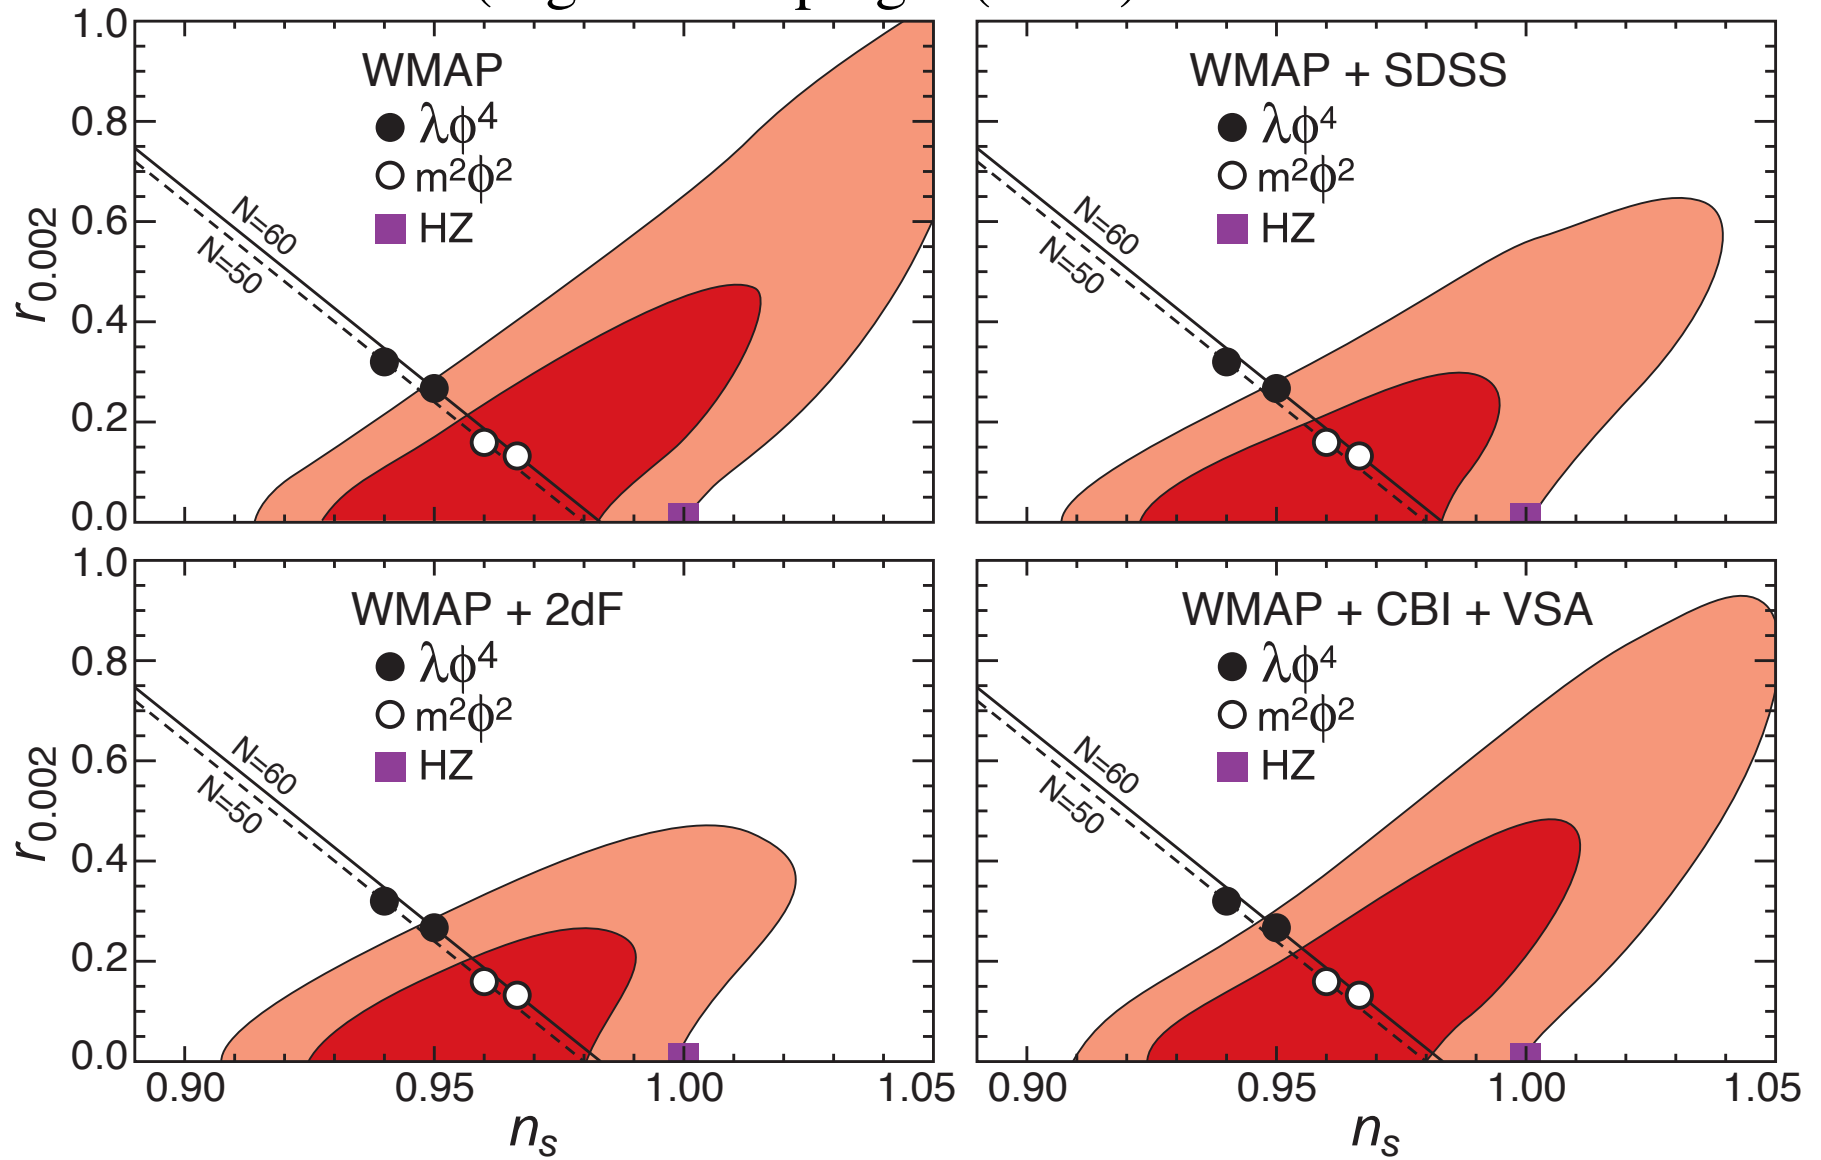 1.0
WMAP
λϕ⁴
m²ϕ²
HZ
N=60
N=50
0.8
0.6
0.4
0.2
0.0
r0.002
WMAP + SDSS
λϕ⁴
m²ϕ²
HZ
N=60
N=50
1.0
WMAP + 2dF
λϕ⁴
m²ϕ²
HZ
N=60
N=50
0.8
0.6
0.4
0.2
0.0
r0.002
0.90 0.95 1.00 1.05
ns
WMAP + CBI + VSA
λϕ⁴
m²ϕ²
HZ
N=60
N=50
0.90 0.95 1.00 1.05
ns